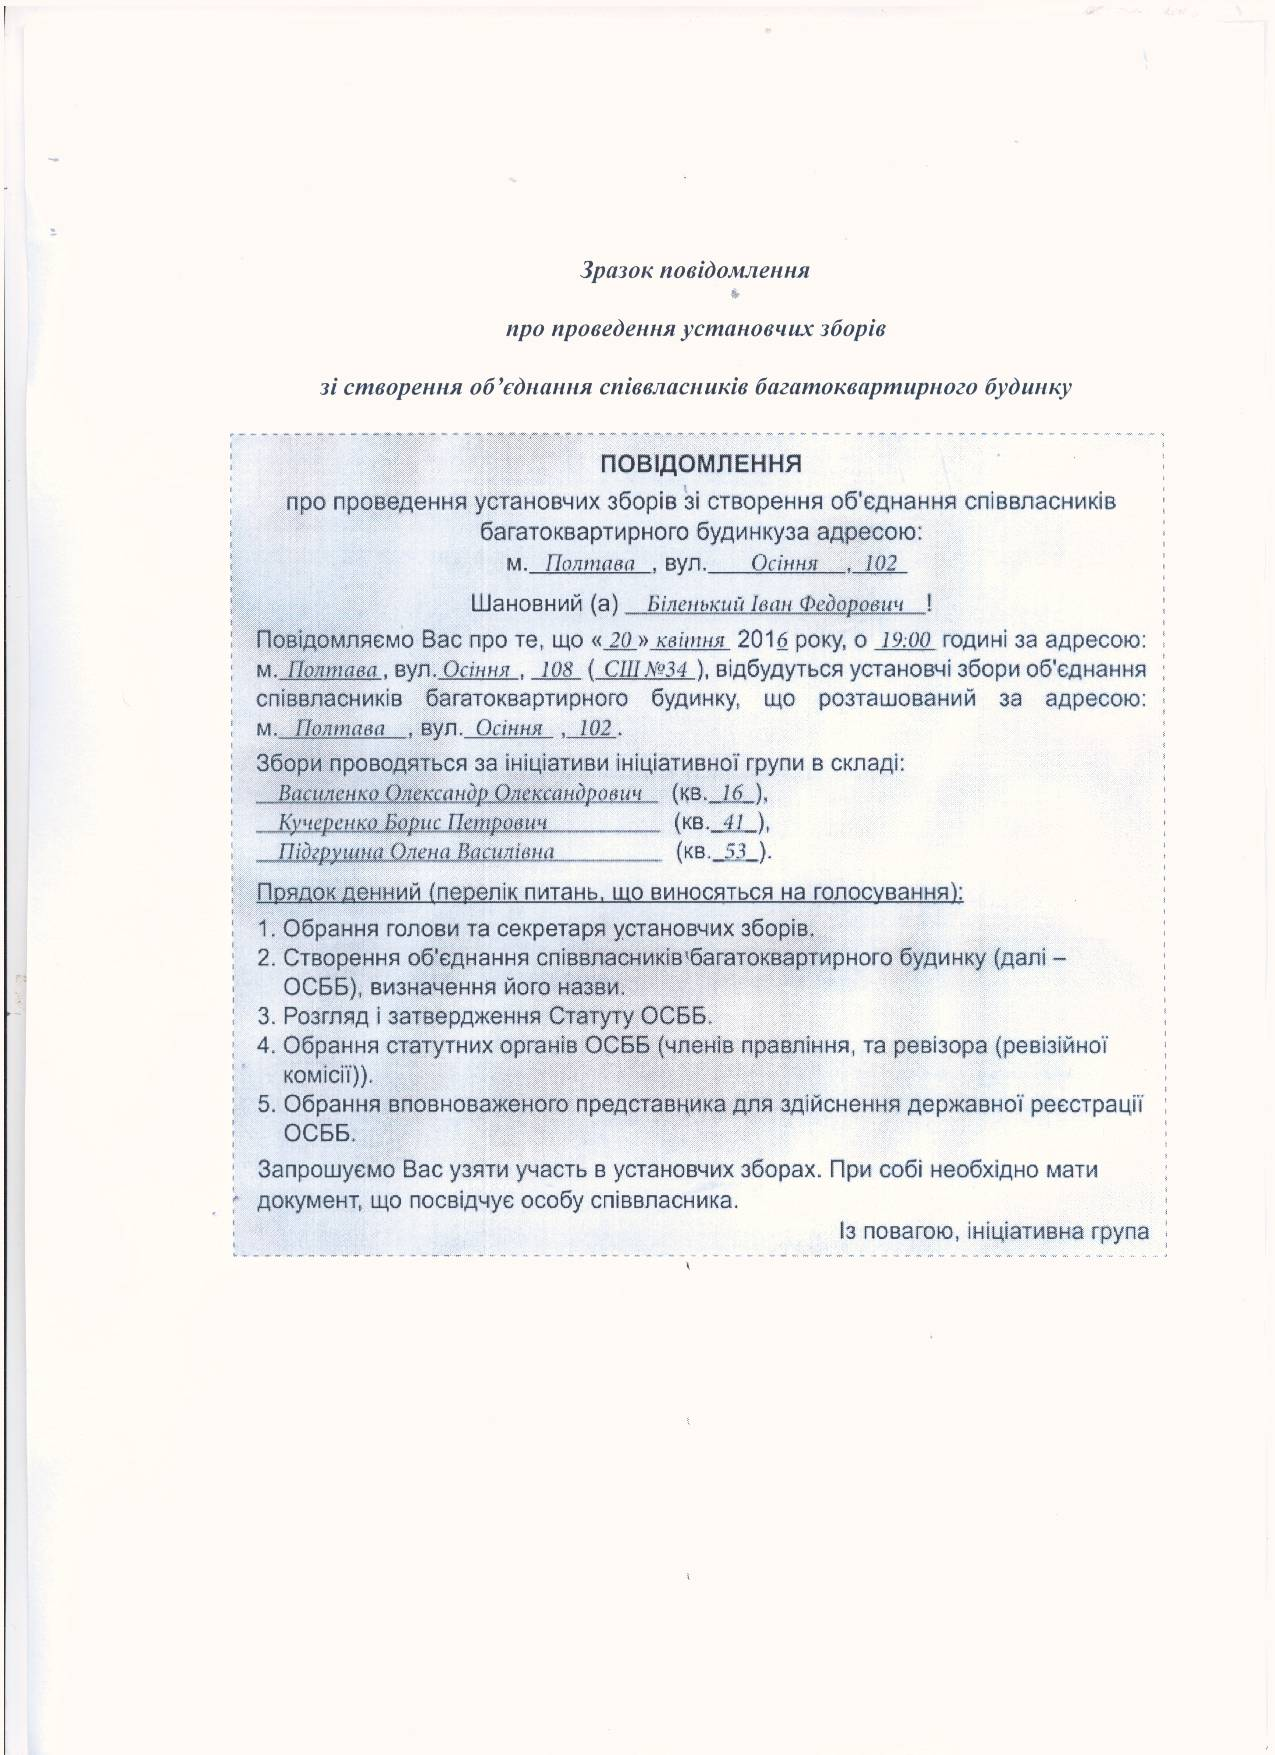 Зразок повідомлення
про проведення установчих зборів
зі створення об’єднання співвласників багатоквартирного будинку
ПОВІДОМЛЕННЯ
про проведення установчих зборів зі створення об'єднання співвласників
багатоквартирного будинкуза адресою:
м. Полтава , вул. Осіння , 102
Шановний (а) Біленький Іван Федорович !
Повідомляємо Вас про те, що « 20 » квітня 2016 року, о 19:00 годині за адресою:
м. Полтава , вул. Осіння , 108 ( СШ №34 ), відбудуться установчі збори об'єднання
співвласників багатоквартирного будинку, що розташований за адресою:
м. Полтава , вул. Осіння , 102 .
Збори проводяться за ініціативи ініціативної групи в складі:
Василенко Олександр Олександрович (кв. 16 ),
Кучеренко Борис Петрович (кв. 41 ),
Підгрушна Олена Василівна (кв. 53 ).
Прядок денний (перелік питань, що виносяться на голосування):
1. Обрання голови та секретаря установчих зборів.
2. Створення об'єднання співвласників багатоквартирного будинку (далі –
ОСББ), визначення його назви.
3. Розгляд і затвердження Статуту ОСББ.
4. Обрання статутних органів ОСББ (членів правління, та ревізора (ревізійної
комісії)).
5. Обрання вповноваженого представника для здійснення державної реєстрації
ОСББ.
Запрошуємо Вас узяти участь в установчих зборах. При собі необхідно мати
документ, що посвідчує особу співвласника.
Із повагою, ініціативна група